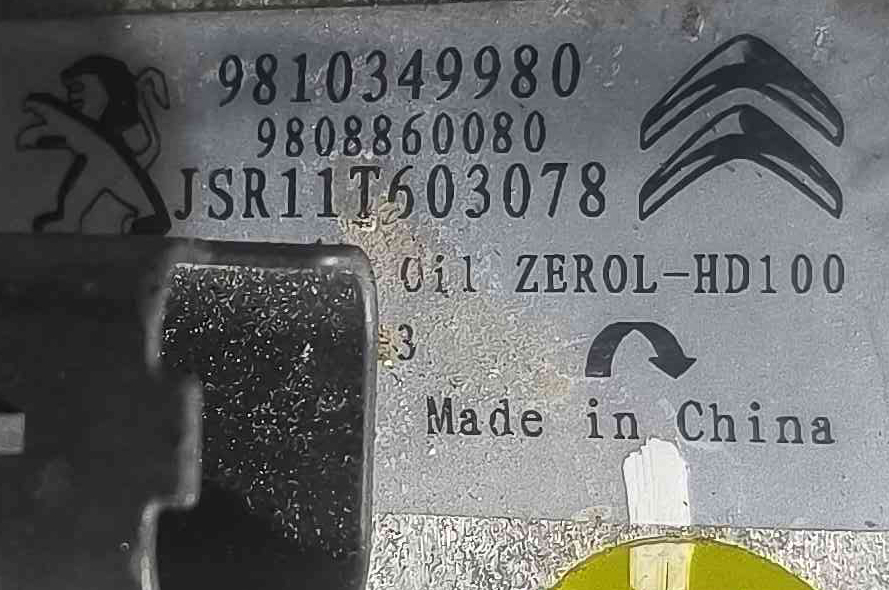 9810349980
9808860080
JSR11T603078
Oil ZEROL-HD100
3
Made in China